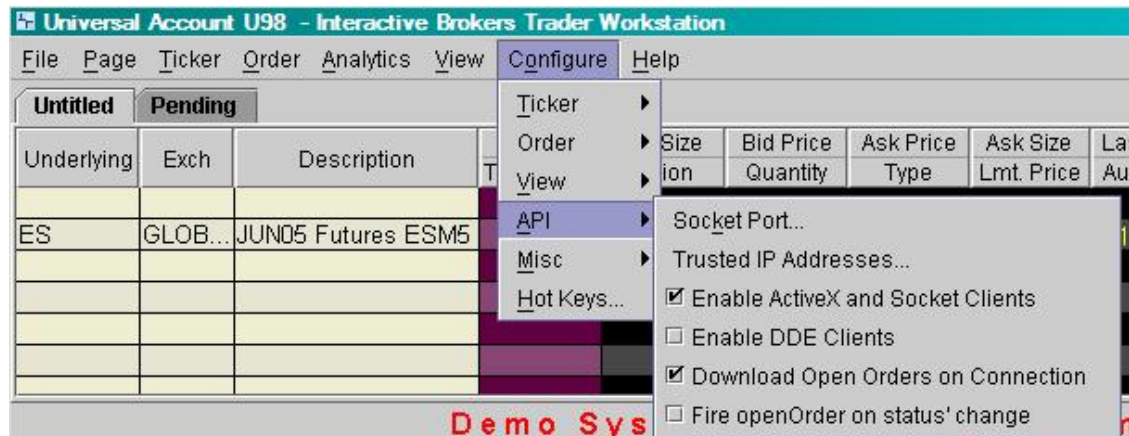 Universal Account U98 - Interactive Brokers Trader Workstation
File Page Ticker Order Analytics View Configure Help
Untitled Pending
Ticker
Order
View
API
Misc
Hot Keys...
Underlying Exch Description Size Bid Price Ask Price Ask Size
Quantity Type Lmt. Price
ES GLOB... JUN05 Futures ESM5
Socket Port...
Trusted IP Addresses...
Enable ActiveX and Socket Clients
Enable DDE Clients
Download Open Orders on Connection
Fire openOrder on status' change
Demo Sys